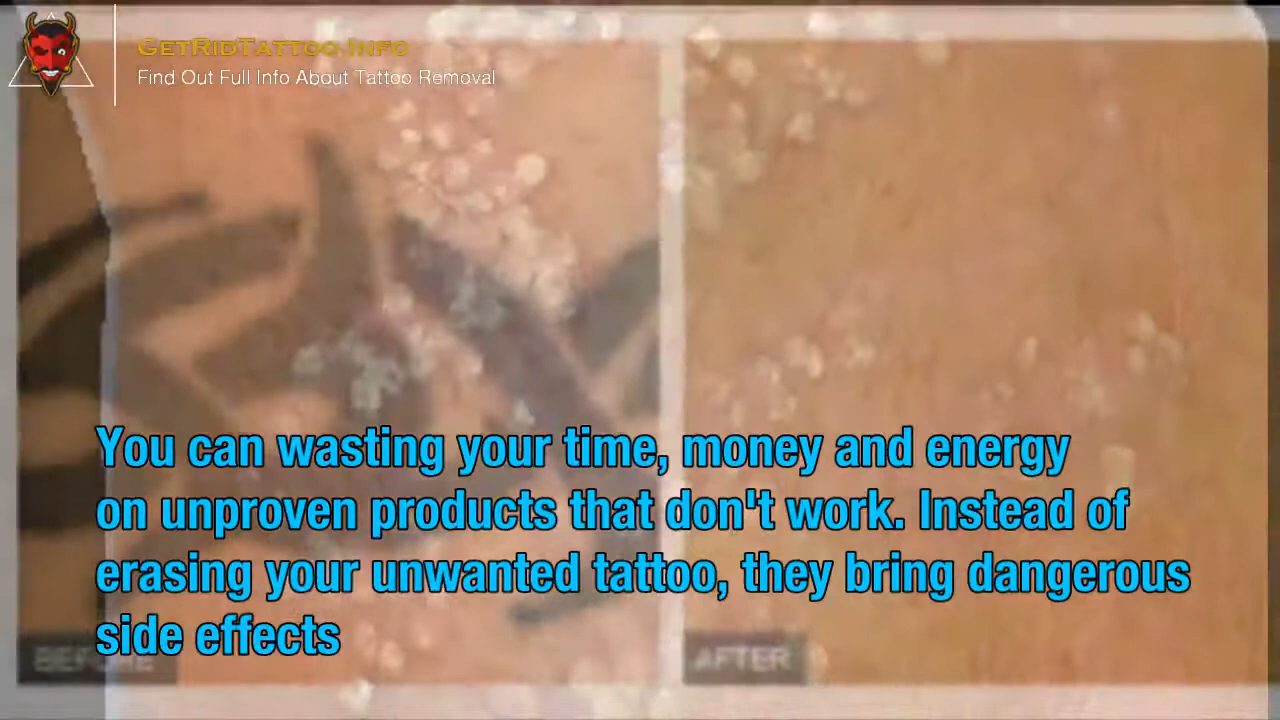 GetRidTattoo.Info
Find Out Full Info About Tattoo Removal
You can wasting your time, money and energy
on unproven products that don't work. Instead of
erasing your unwanted tattoo, they bring dangerous
side effects
BEFORE
AFTER